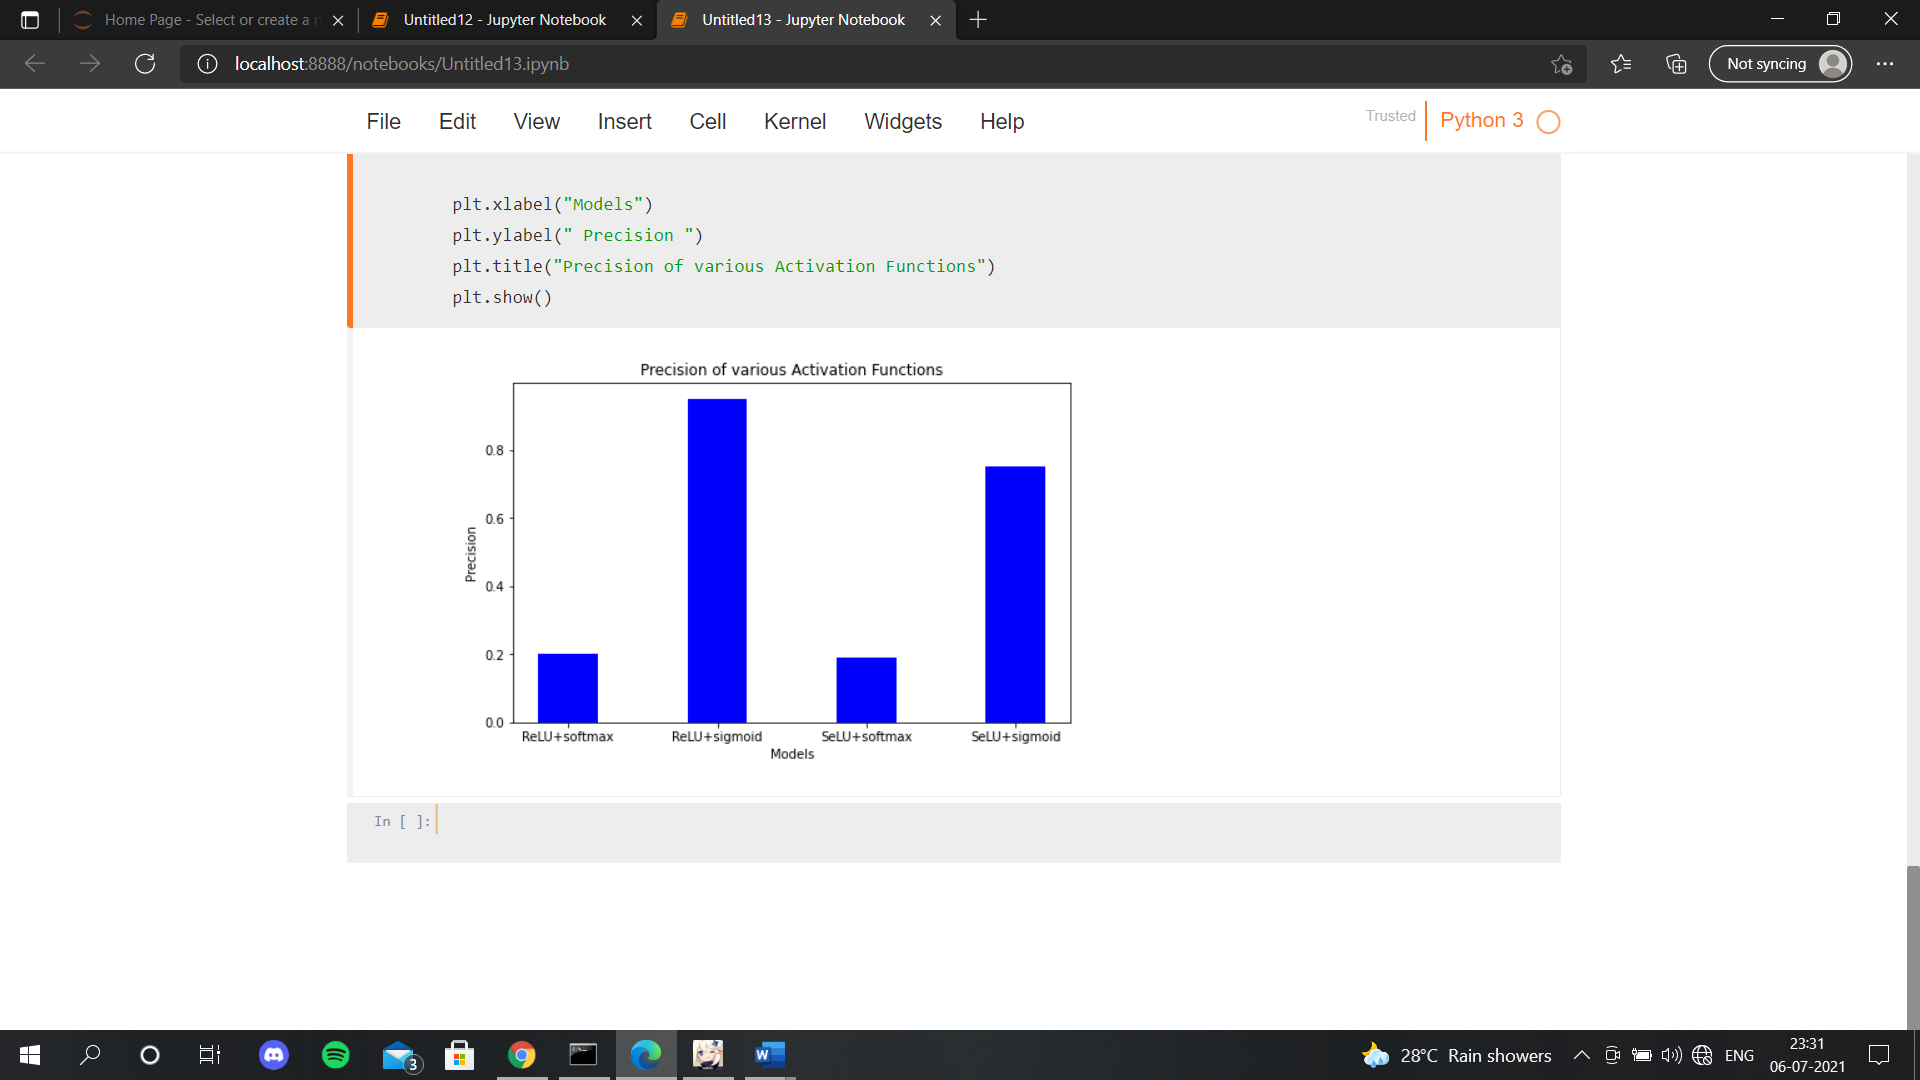 Home Page - Select or create a n
Untitled12 - Jupyter Notebook
Untitled13 - Jupyter Notebook
localhost:8888/notebooks/Untitled13.ipynb
Not syncing
File Edit View Insert Cell Kernel Widgets Help
Trusted
Python 3
plt.xlabel("Models")
plt.ylabel(" Precision ")
plt.title("Precision of various Activation Functions")
plt.show()
Precision of various Activation Functions
0.8
0.6
0.4
0.2
0.0
Precision
ReLU+softmax ReLU+sigmoid SeLU+softmax SeLU+sigmoid
Models
In [ ]:
3
28°C Rain showers
ENG
23:31
06-07-2021